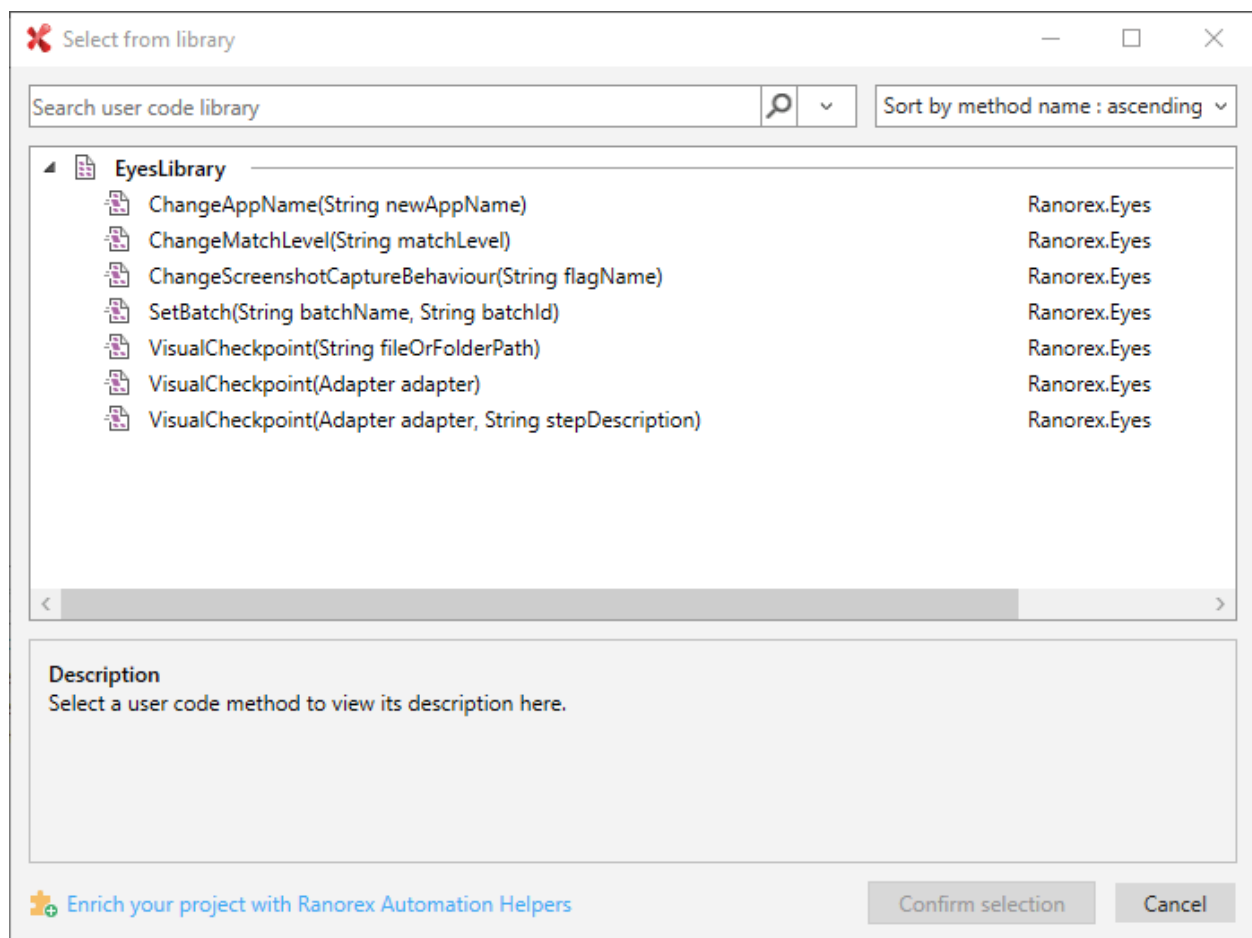 Select from library
Search user code library
Sort by method name : ascending
EyesLibrary
ChangeAppName(String newAppName) Ranorex.Eyes
ChangeMatchLevel(String matchLevel) Ranorex.Eyes
ChangeScreenshotCaptureBehaviour(String flagName) Ranorex.Eyes
SetBatch(String batchName, String batchId) Ranorex.Eyes
VisualCheckpoint(String fileOrFolderPath) Ranorex.Eyes
VisualCheckpoint(Adapter adapter) Ranorex.Eyes
VisualCheckpoint(Adapter adapter, String stepDescription) Ranorex.Eyes
Description
Select a user code method to view its description here.
Enrich your project with Ranorex Automation Helpers
Confirm selection
Cancel